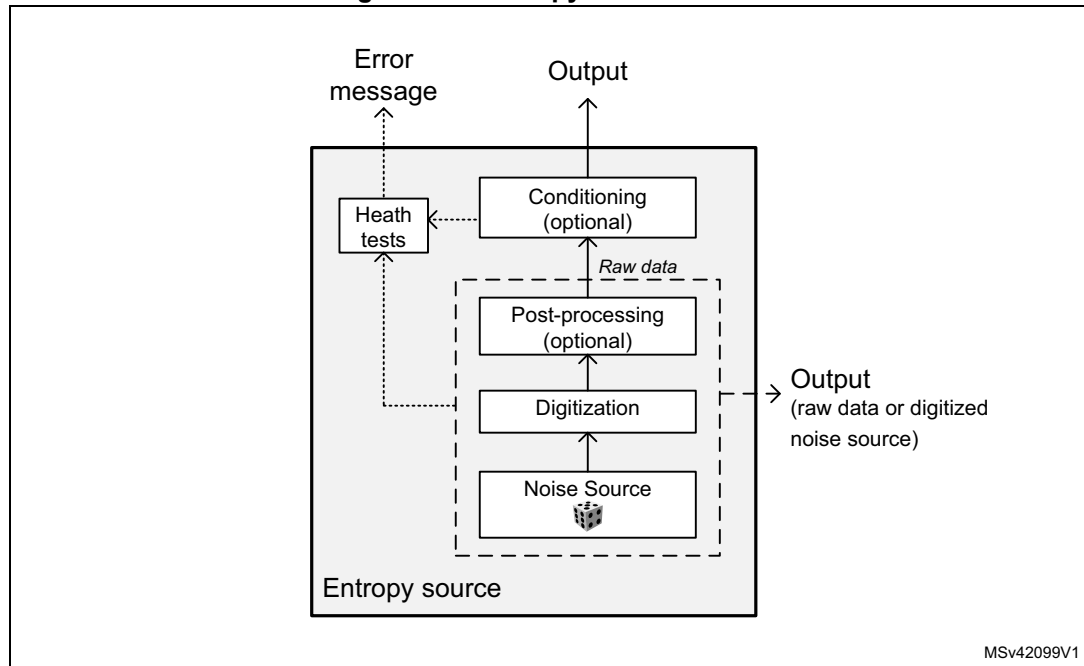 Error
message
Output
Heath
tests
Conditioning
(optional)
Raw data
Post-processing
(optional)
Digitization
Output
(raw data or digitized
noise source)
Noise Source
Entropy source
MSv42099V1